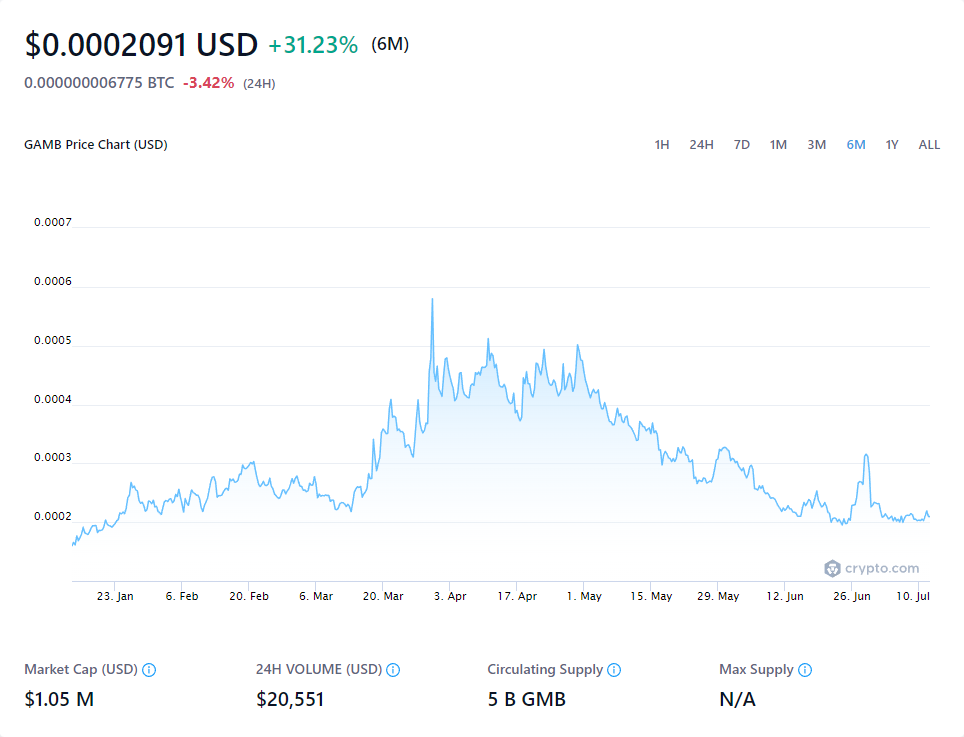 $0.0002091 USD +31.23% (6M)
0.000000006775 BTC -3.42% (24H)
GAMB Price Chart (USD) 1H 24H 7D 1M 3M 6M 1Y ALL
0.0007
0.0006
0.0005
0.0004
0.0003
0.0002
crypto.com
23. Jan 6. Feb 20. Feb 6. Mar 20. Mar 3. Apr 17. Apr 1. May 15. May 29. May 12. Jun 26. Jun 10. Jul
Market Cap (USD) 24H VOLUME (USD) Circulating Supply Max Supply
$1.05 M $20,551 5 B GMB N/A